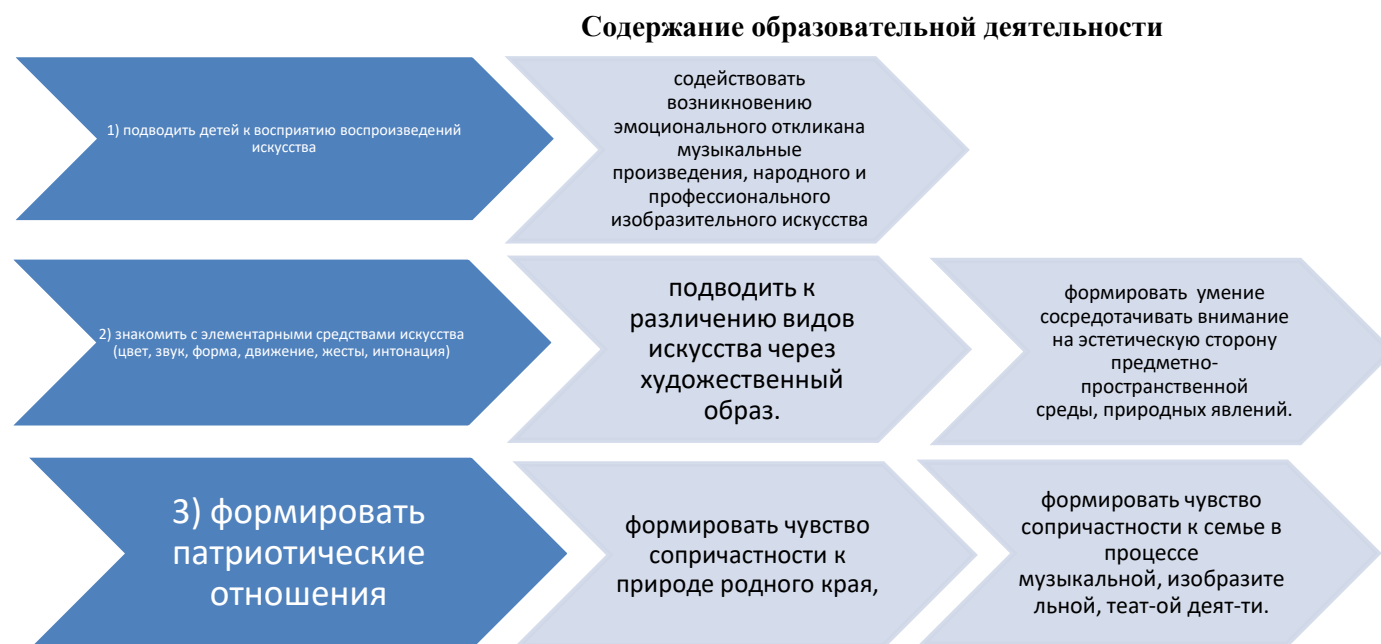 Содержание образовательной деятельности
1) подводить детей к восприятию воспроизведений
искусства
содействовать
возникновению
эмоционального откликана
музыкальные
произведения, народного и
профессионального
изобразительного искусства
2) знакомить с элементарными средствами искусства
(цвет, звук, форма, движение, жесты, интонация)
подводить к
различению видов
искусства через
художественный
образ.
формировать умение
сосредотачивать внимание
на эстетическую сторону
предметно-
пространственной
среды, природных явлений.
3) формировать
патриотические
отношения
формировать чувство
сопричастности к
природе родного края,
формировать чувство
сопричастности к семье в
процессе
музыкальной, изобразите
льной, теат-ой деят-ти.